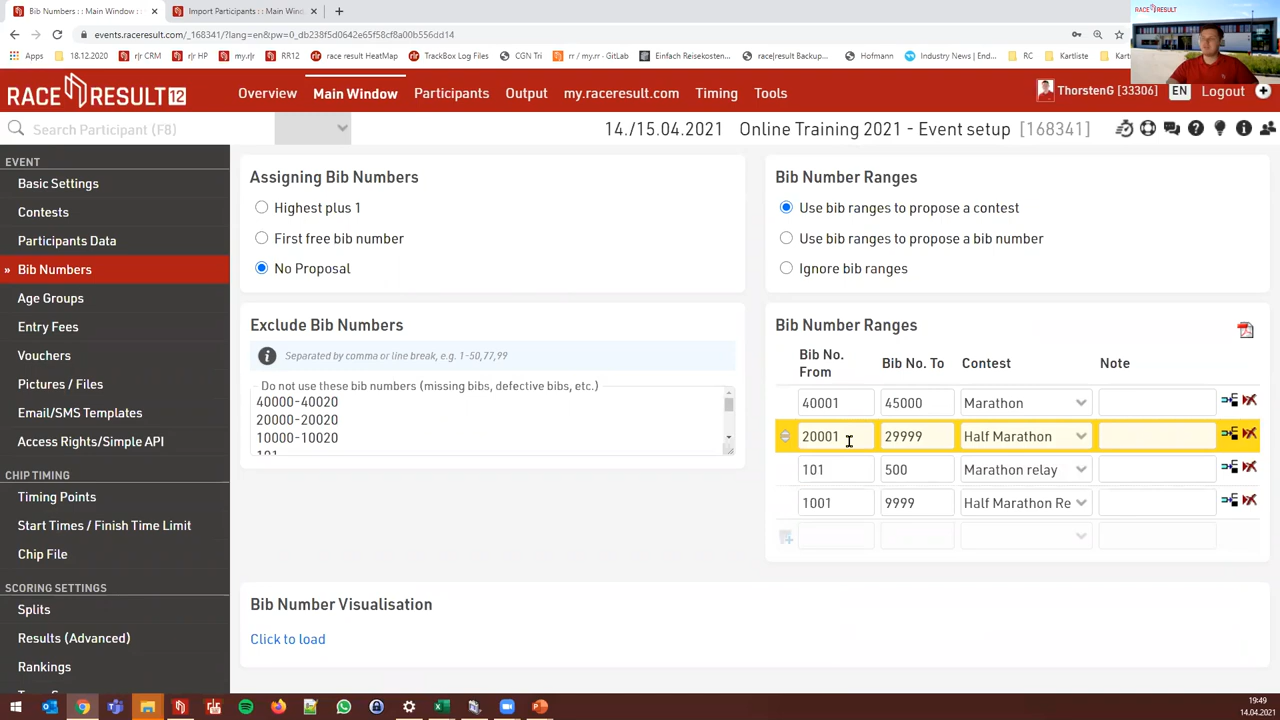 Bib Numbers : : Main Window : :
Import Participants : : Main Wind
events.raceresult.com/_168341/?lang=en&pw=0_db238f5d0642e65f58cf8a00b556dd14
Apps
18.12.2020
r|r CRM
r|r HP
my.r|r
RR12
race result HeatMap
TrackBox Log Files
CGN Tri
rr / my.rr · GitLab
Einfach Reisekosten...
race|result Backup...
Hofmann
Industry News | End...
RC
Kartliste
RACE RESULT 12
Overview
Main Window
Participants
Output
my.raceresult.com
Timing
Tools
ThorstenG [33306]
EN
Logout
Search Participant (F8)
14./15.04.2021
Online Training 2021 - Event setup
[168341]
EVENT
Basic Settings
Contests
Participants Data
» Bib Numbers
Age Groups
Entry Fees
Vouchers
Pictures / Files
Email/SMS Templates
Access Rights/Simple API
CHIP TIMING
Timing Points
Start Times / Finish Time Limit
Chip File
SCORING SETTINGS
Splits
Results (Advanced)
Rankings
Assigning Bib Numbers
Highest plus 1
First free bib number
No Proposal
Bib Number Ranges
Use bib ranges to propose a contest
Use bib ranges to propose a bib number
Ignore bib ranges
Exclude Bib Numbers
Separated by comma or line break, e.g. 1-50,77,99
Do not use these bib numbers (missing bibs, defective bibs, etc.)
40000-40020
20000-20020
10000-10020
101
Bib Number Ranges
Bib No. From
Bib No. To
Contest
Note
40001 45000 Marathon
20001 29999 Half Marathon
101 500 Marathon relay
1001 9999 Half Marathon Re
Bib Number Visualisation
Click to load
19:49
14.04.2021